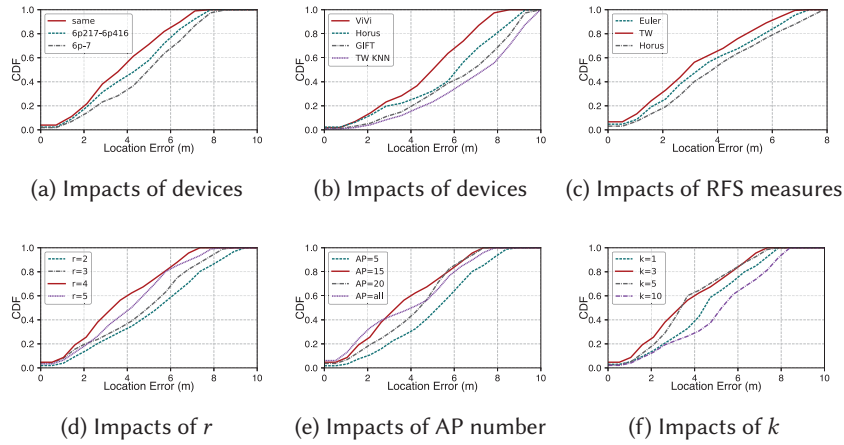 CDF
1.0
0.8
0.6
0.4
0.2
0.0
same
6p217-6p416
6p-7
0 2 4 6 8 10
Location Error (m)
(a) Impacts of devices
CDF
1.0
0.8
0.6
0.4
0.2
0.0
ViVi
Horus
GIFT
TW KNN
0 2 4 6 8 10
Location Error (m)
(b) Impacts of devices
CDF
1.0
0.8
0.6
0.4
0.2
0.0
Euler
TW
Horus
0 2 4 6 8
Location Error (m)
(c) Impacts of RFS measures
CDF
1.0
0.8
0.6
0.4
0.2
0.0
r=2
r=3
r=4
r=5
0 2 4 6 8 10
Location Error (m)
(d) Impacts of r
CDF
1.0
0.8
0.6
0.4
0.2
0.0
AP=5
AP=15
AP=20
AP=all
0 2 4 6 8 10
Location Error (m)
(e) Impacts of AP number
CDF
1.0
0.8
0.6
0.4
0.2
0.0
k=1
k=3
k=5
k=10
0 2 4 6 8 10
Location Error (m)
(f) Impacts of k